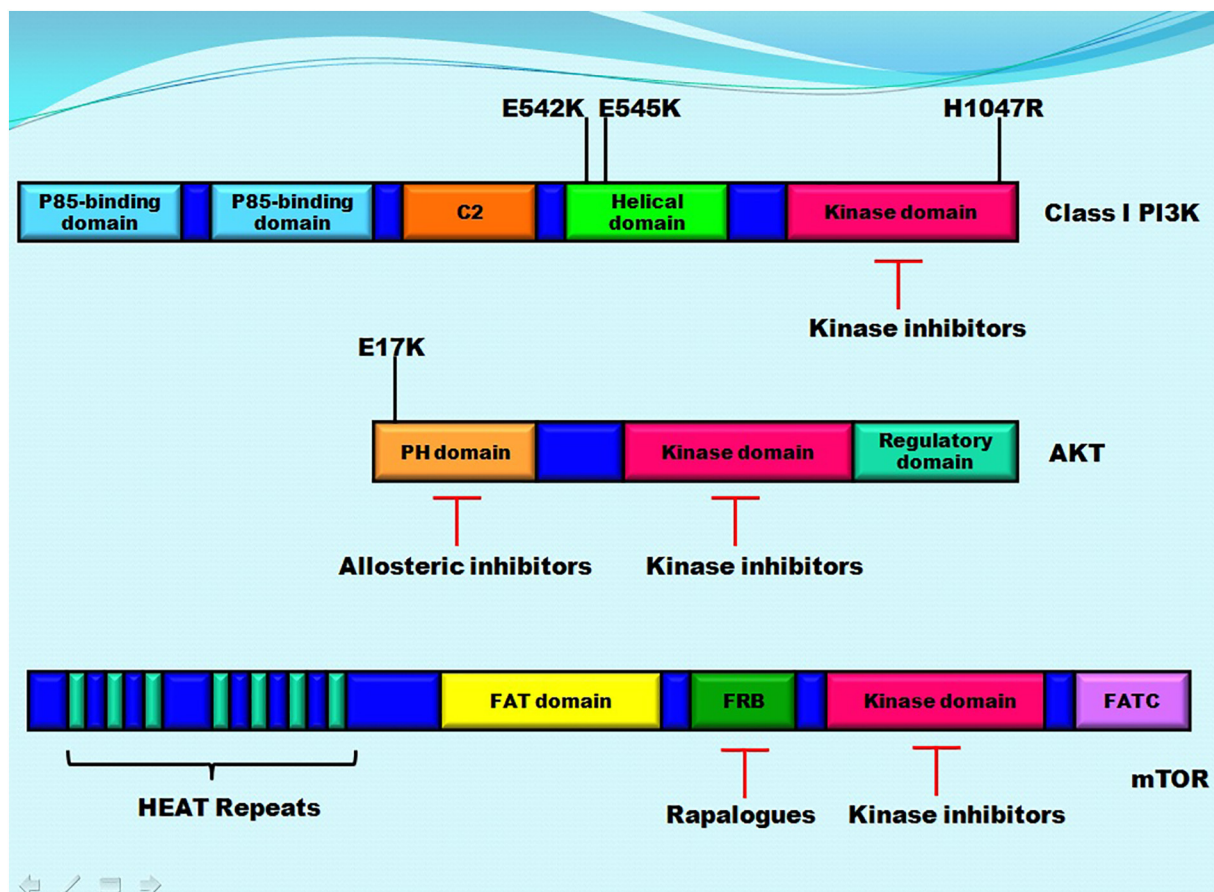 E542K E545K H1047R
P85-binding domain P85-binding domain C2 Helical domain Kinase domain Class I PI3K
Kinase inhibitors
E17K
PH domain Kinase domain Regulatory domain AKT
Allosteric inhibitors Kinase inhibitors
FAT domain FRB Kinase domain FATC
mTOR
HEAT Repeats Rapalogues Kinase inhibitors